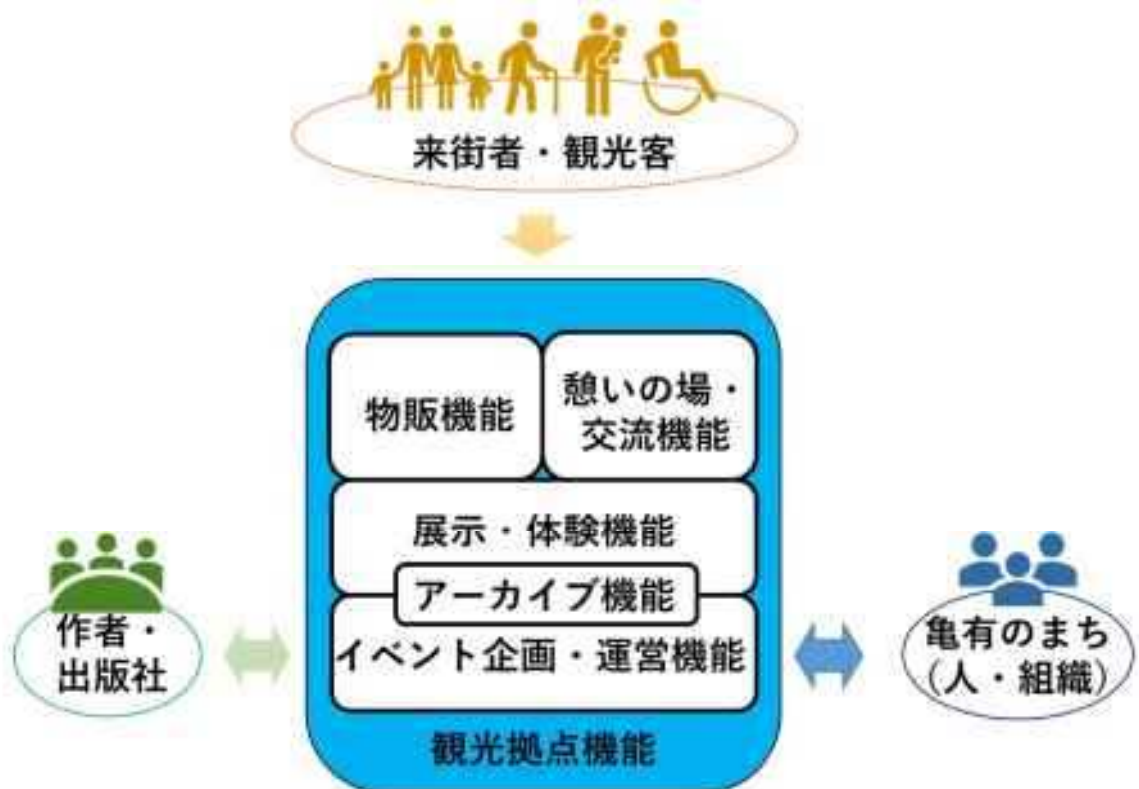 来街者・観光客
物販機能
憩いの場・
交流機能
展示・体験機能
アーカイブ機能
イベント企画・運営機能
観光拠点機能
作者・
出版社
亀有のまち
(人・組織)